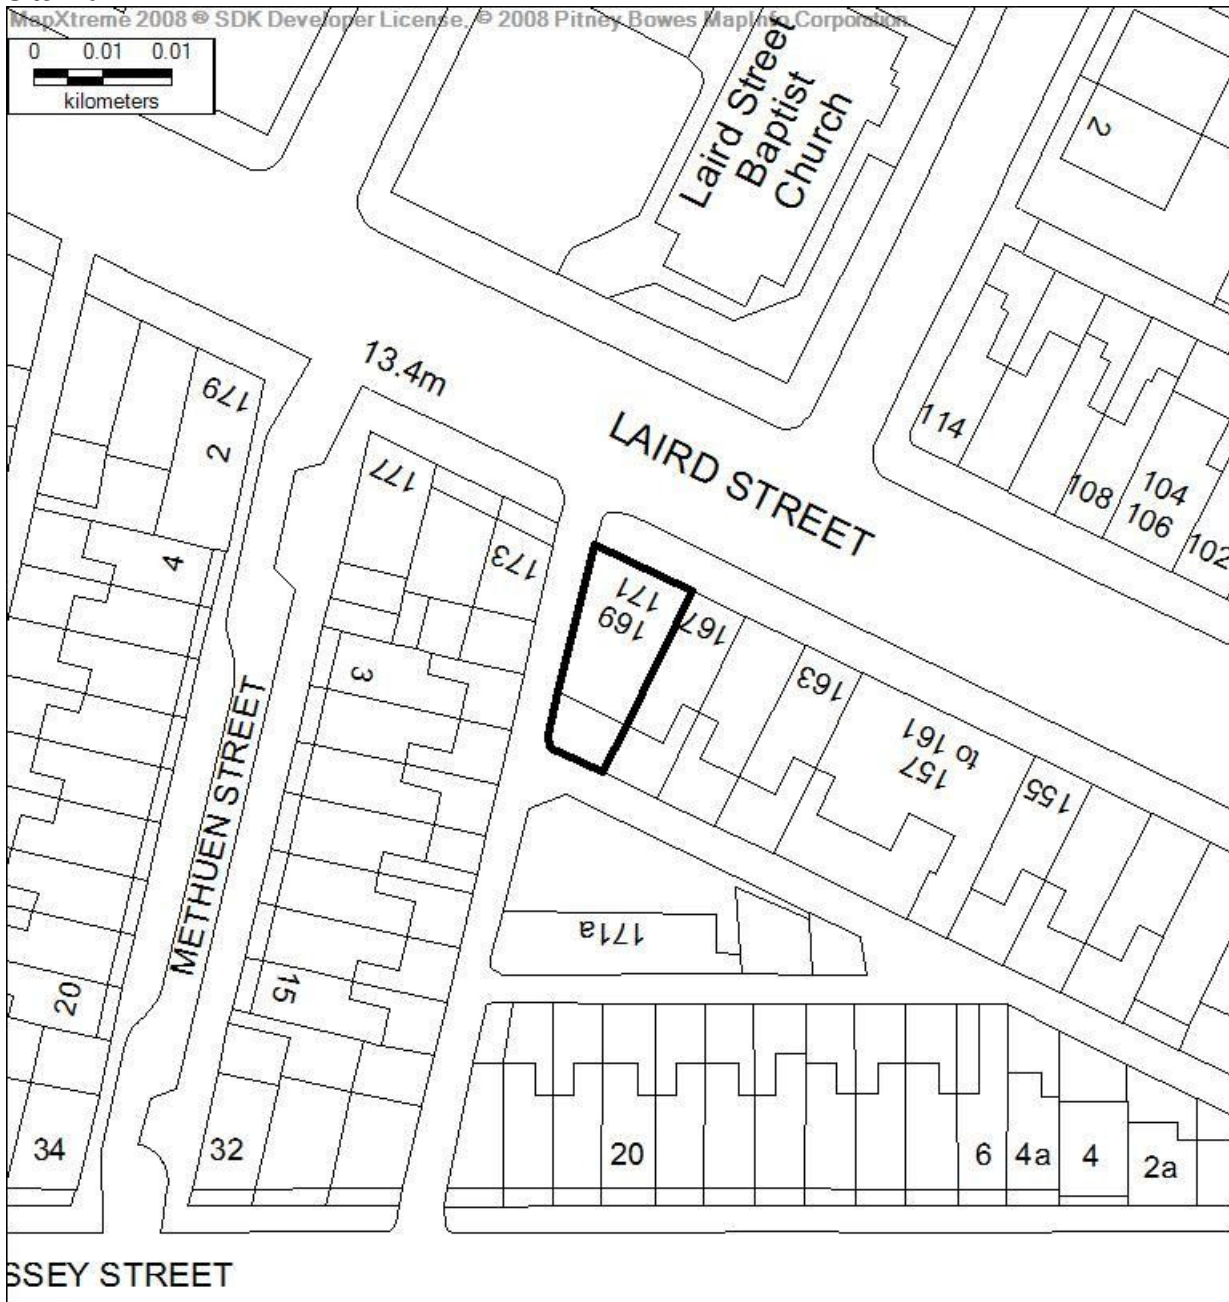 MapXtreme 2008 ® SDK Developer License. © 2008 Pitney Bowes MapInfo Corporation.
0 0.01 0.01
kilometers
Laird Street
Baptist
Church
2
13.4m
LAIRD STREET
179
2
177
173
171
169
167
163
157
to 161
155
114
108
104
106
102
4
3
METHUEN STREET
171a
20
15
34
32
20
6
4a
4
2a
SSEY STREET